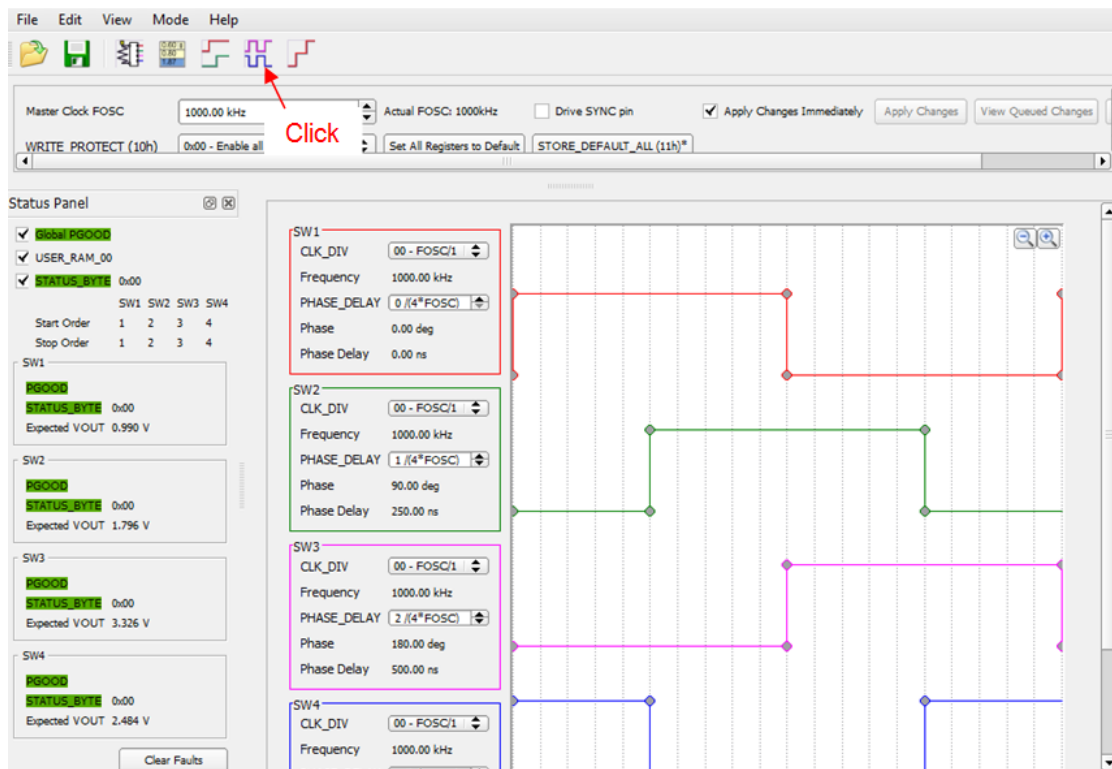 File Edit View Mode Help
Click
Master Clock FOSC 1000.00 kHz Actual FOSC: 1000kHz Drive SYNC pin Apply Changes Immediately Apply Changes View Queued Changes
WRITE PROTECT (10h) 0x00 - Enable all Set All Registers to Default STORE_DEFAULT_ALL (11h)*
Status Panel
Global PGOOD
USER_RAM_00
STATUS_BYTE 0x00
SW1 SW2 SW3 SW4
Start Order 1 2 3 4
Stop Order 1 2 3 4
SW1
PGOOD
STATUS_BYTE 0x00
Expected VOUT 0.990 V
SW2
PGOOD
STATUS_BYTE 0x00
Expected VOUT 1.796 V
SW3
PGOOD
STATUS_BYTE 0x00
Expected VOUT 3.326 V
SW4
PGOOD
STATUS_BYTE 0x00
Expected VOUT 2.484 V
Clear Faults
SW1
CLK_DIV 00 - FOSC/1
Frequency 1000.00 kHz
PHASE_DELAY 0 /(4*FOSC)
Phase 0.00 deg
Phase Delay 0.00 ns
SW2
CLK_DIV 00 - FOSC/1
Frequency 1000.00 kHz
PHASE_DELAY 1 /(4*FOSC)
Phase 90.00 deg
Phase Delay 250.00 ns
SW3
CLK_DIV 00 - FOSC/1
Frequency 1000.00 kHz
PHASE_DELAY 2 /(4*FOSC)
Phase 180.00 deg
Phase Delay 500.00 ns
SW4
CLK_DIV 00 - FOSC/1
Frequency 1000.00 kHz